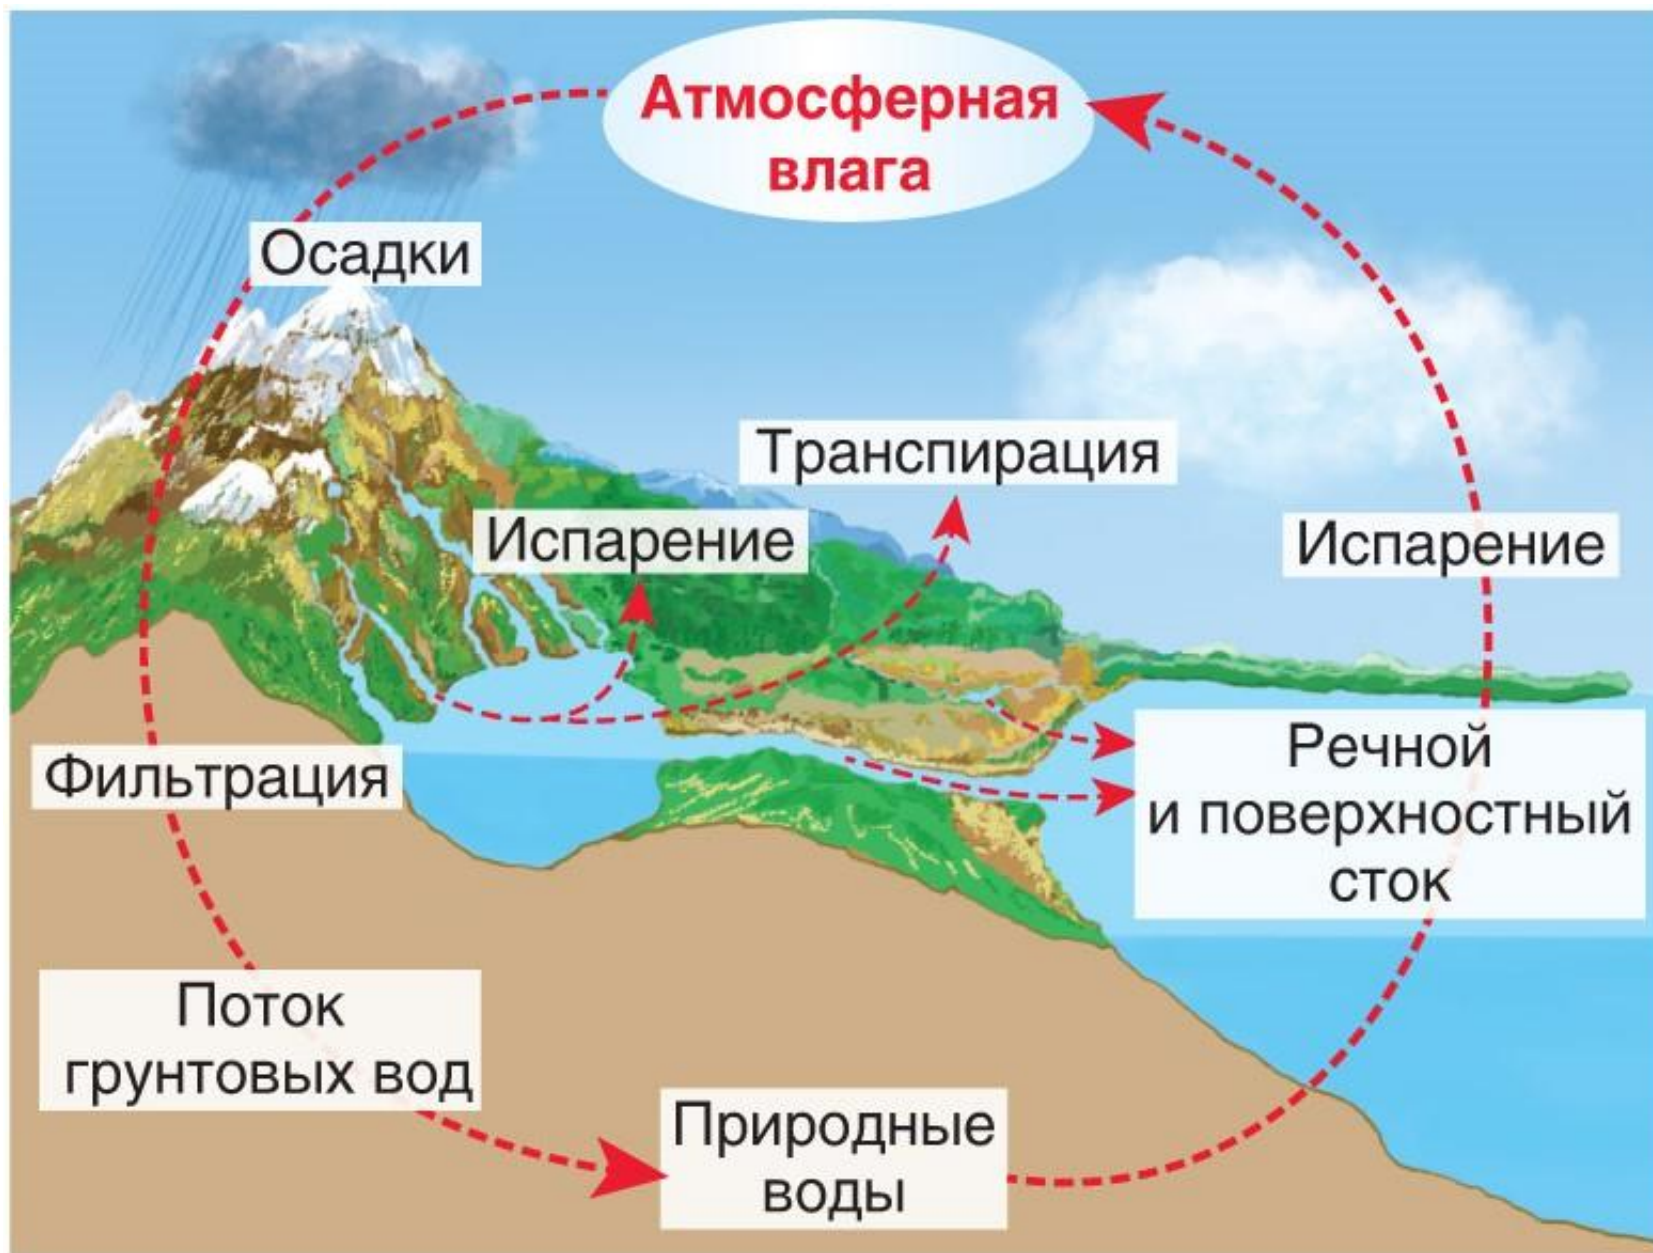 Атмосферная
влага
Осадки
Транспирация
Испарение
Испарение
Фильтрация
Речной
и поверхностный
сток
Поток
грунтовых вод
Природные
воды